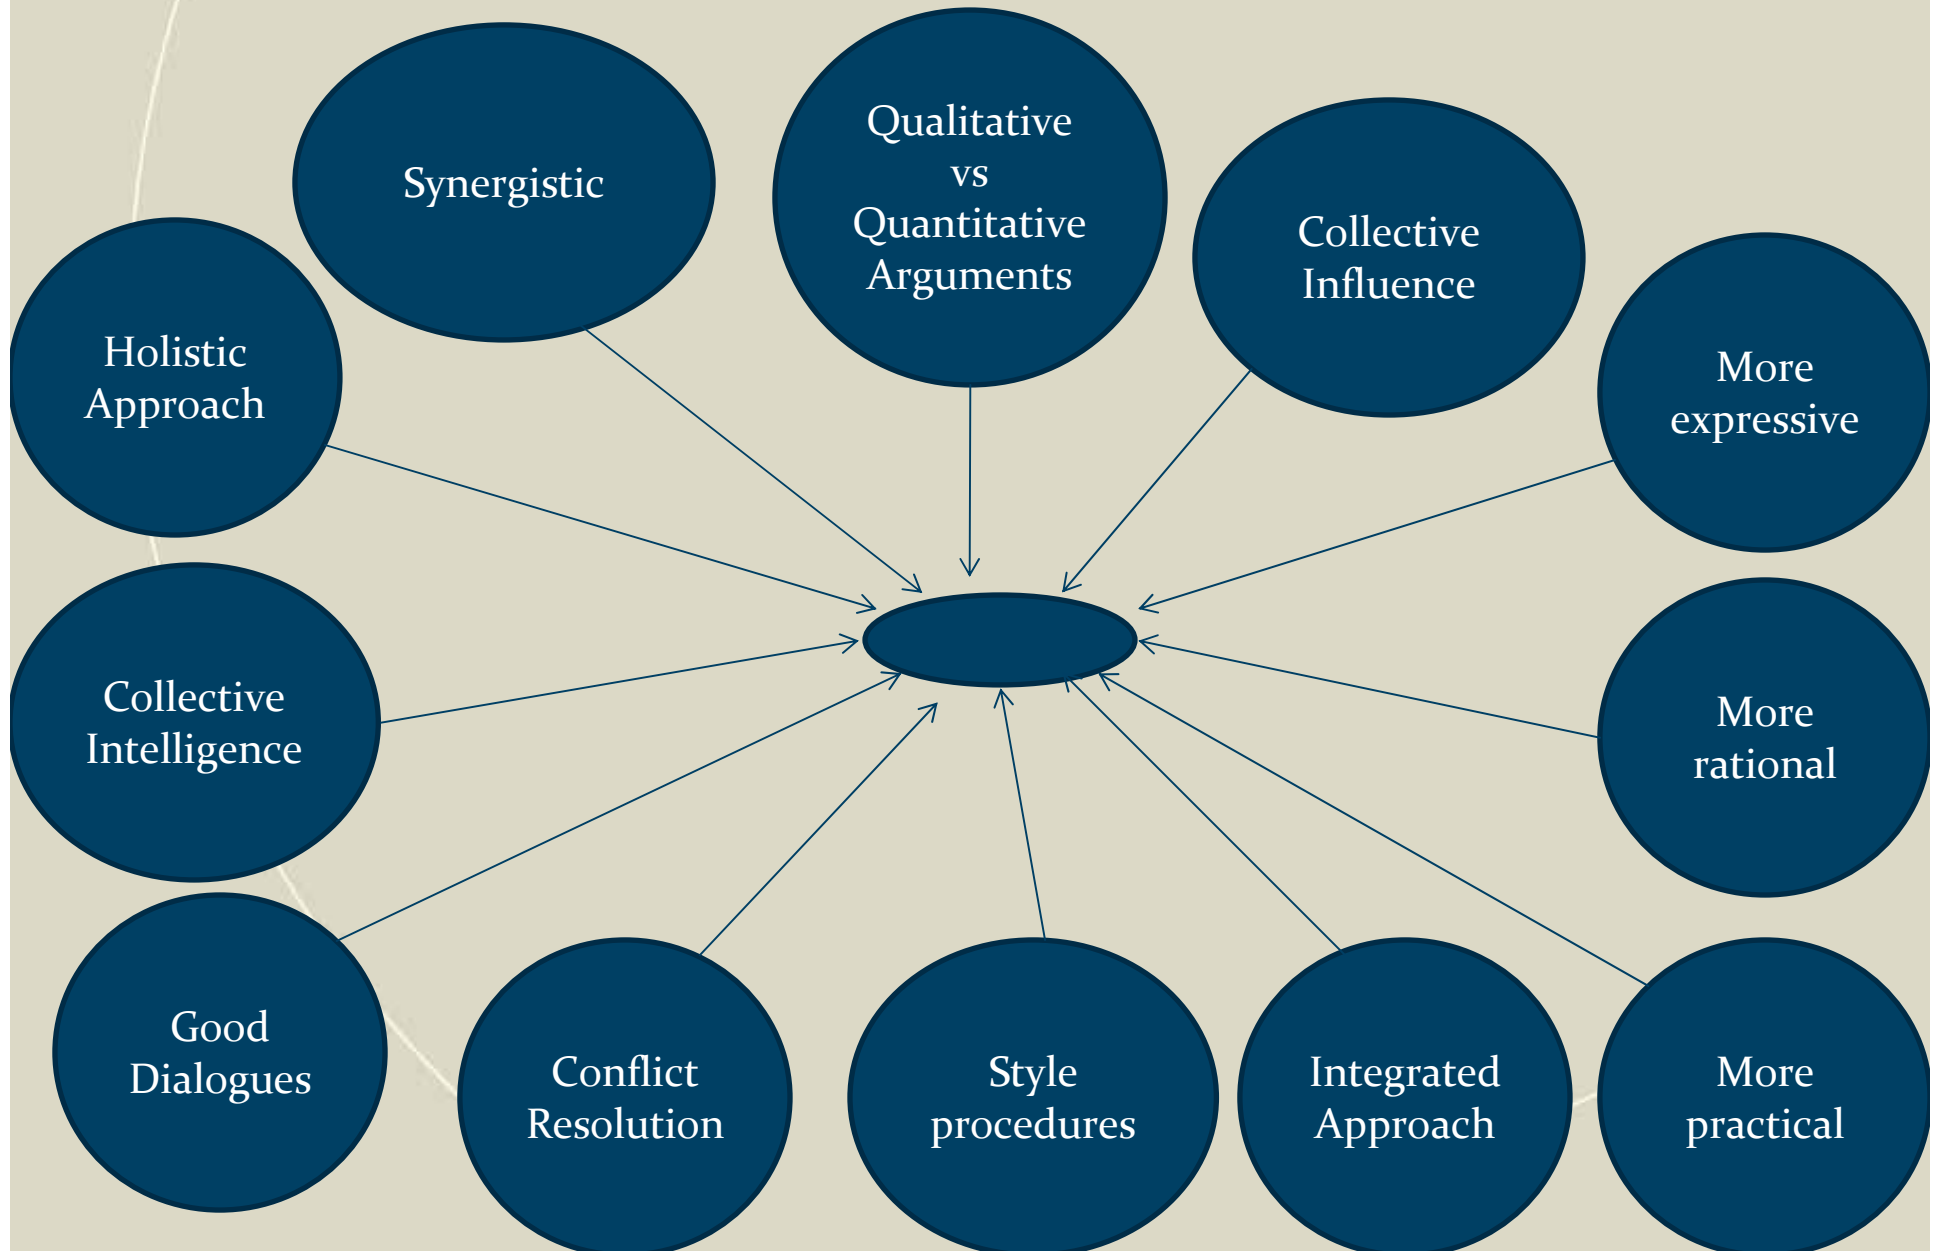 Synergistic
Qualitative
vs
Quantitative
Arguments
Collective
Influence
Holistic
Approach
More
expressive
Collective
Intelligence
More
rational
Good
Dialogues
Conflict
Resolution
Style
procedures
Integrated
Approach
More
practical